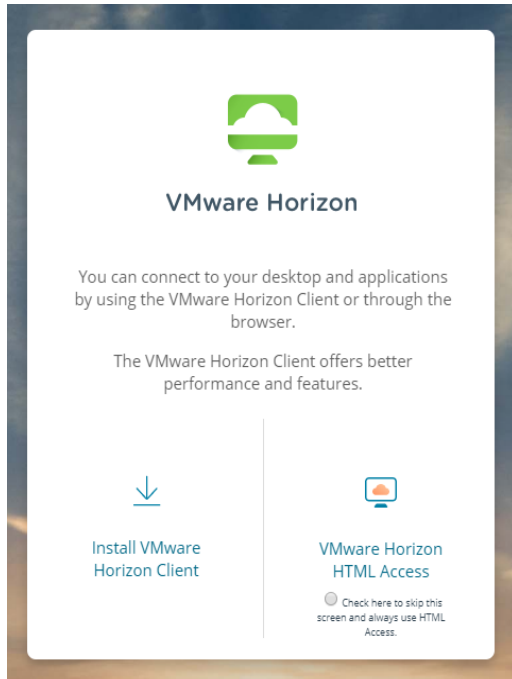 VMware Horizon
You can connect to your desktop and applications
by using the VMware Horizon Client or through the
browser.
The VMware Horizon Client offers better
performance and features.
Install VMware
Horizon Client
VMware Horizon
HTML Access
Check here to skip this
screen and always use HTML
Access.